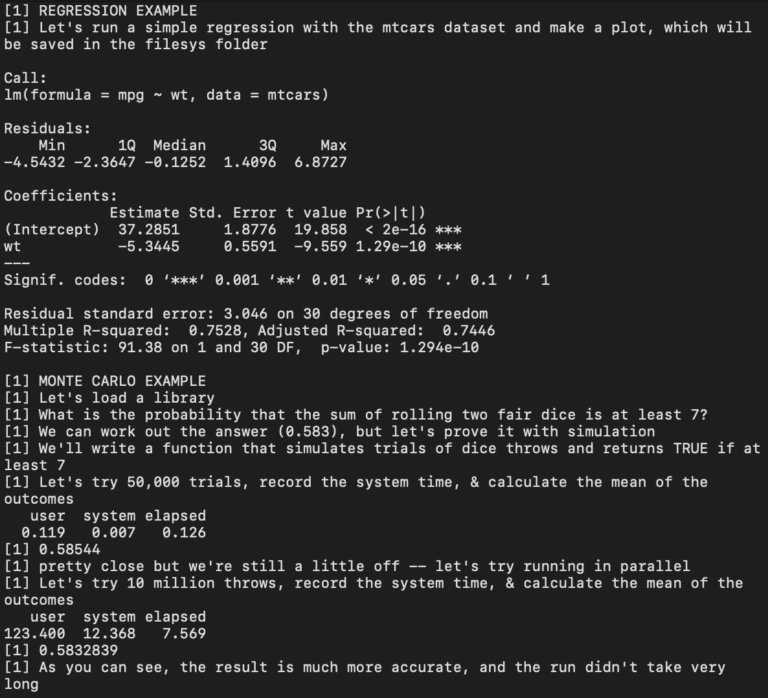 [1] REGRESSION EXAMPLE
[1] Let's run a simple regression with the mtcars dataset and make a plot, which will
be saved in the filesys folder
Call:
lm(formula = mpg ~ wt, data = mtcars)
Residuals:
    Min      1Q  Median      3Q     Max
-4.5432 -2.3647 -0.1252  1.4096  6.8727
Coefficients:
            Estimate Std. Error t value Pr(>|t|)
(Intercept)  37.2851     1.8776  19.858  < 2e-16 ***
wt           -5.3445     0.5591  -9.559 1.29e-10 ***
---
Signif. codes:  0 ‘***’ 0.001 ‘**’ 0.01 ‘*’ 0.05 ‘.’ 0.1 ‘ ’ 1
Residual standard error: 3.046 on 30 degrees of freedom
Multiple R-squared:  0.7528, Adjusted R-squared:  0.7446
F-statistic: 91.38 on 1 and 30 DF,  p-value: 1.294e-10
[1] MONTE CARLO EXAMPLE
[1] Let's load a library
[1] What is the probability that the sum of rolling two fair dice is at least 7?
[1] We can work out the answer (0.583), but let's prove it with simulation
[1] We'll write a function that simulates trials of dice throws and returns TRUE if at
least 7
[1] Let's try 50,000 trials, record the system time, & calculate the mean of the
outcomes
   user  system elapsed
  0.119   0.007   0.126
[1] 0.58544
[1] pretty close but we're still a little off -- let's try running in parallel
[1] Let's try 10 million throws, record the system time, & calculate the mean of the
outcomes
   user  system elapsed
123.400  12.368   7.569
[1] 0.5832839
[1] As you can see, the result is much more accurate, and the run didn't take very
long